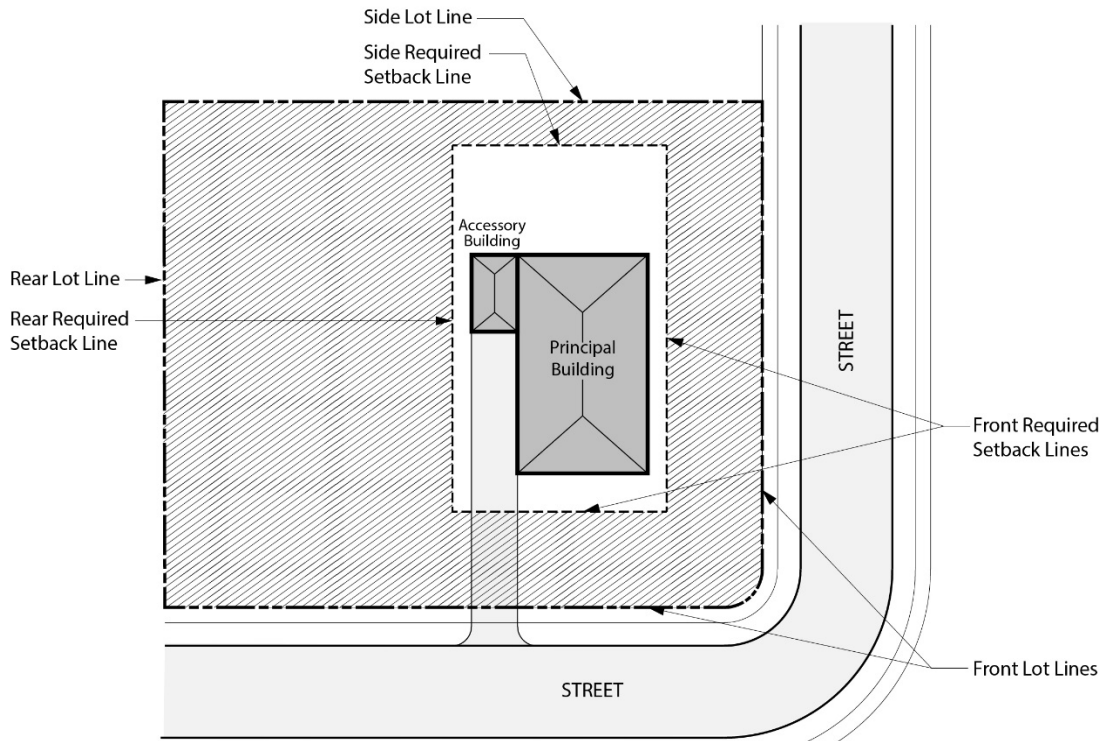 Side Lot Line
Side Required
Setback Line
Accessory
Building
Rear Lot Line
Rear Required
Setback Line
Principal
Building
STREET
Front Required
Setback Lines
Front Lot Lines
STREET